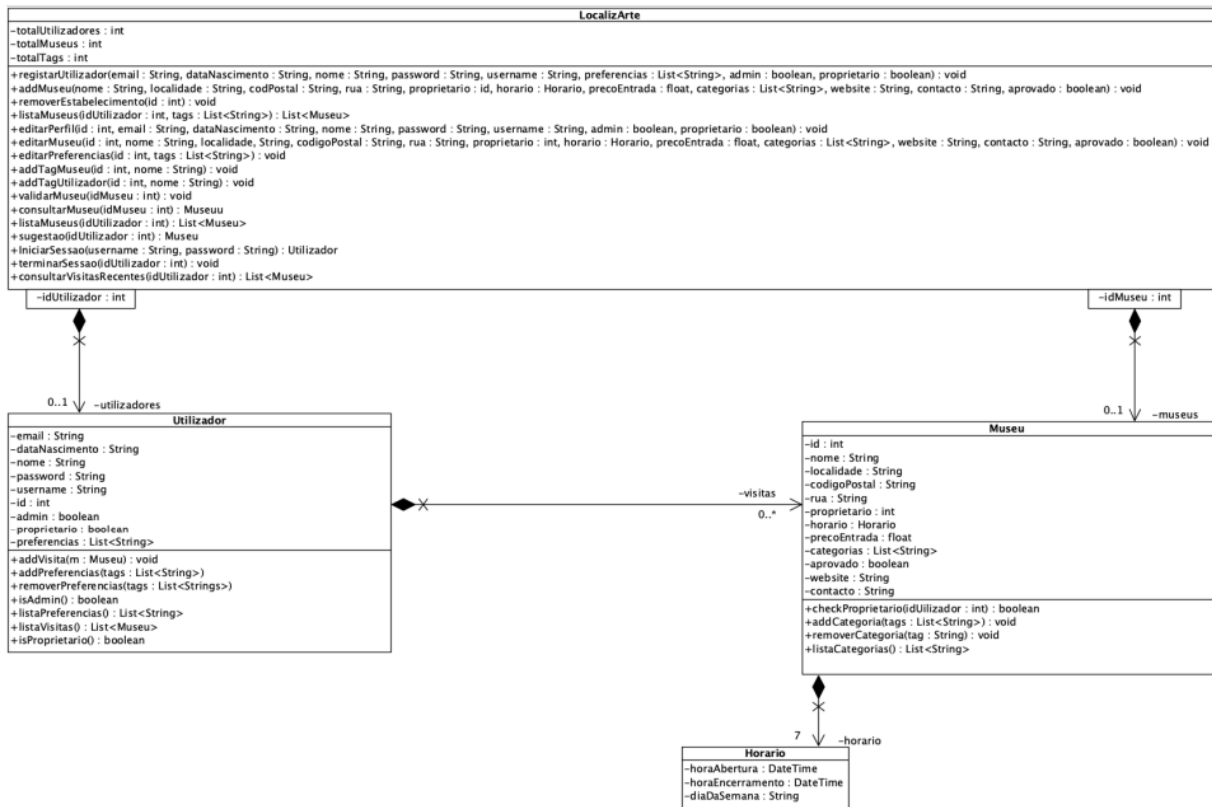 LocalizArte
-totalUtilizadores : int
-totalMuseus : int
-totalTags : int
+registarUtilizador(email : String, dataNascimento : String, nome : String, password : String, username : String, preferencias : List<String>, admin : boolean, proprietario : boolean) : void
+addMuseu(nome : String, localidade : String, codPostal : String, rua : String, proprietario : id, horario : Horario, precoEntrada : float, categorias : List<String>, website : String, contacto : String, aprovado : boolean) : void
+removerEstabelecimento(id : int) : void
+listaMuseus(idUtilizador : int, tags : List<String>) : List<Museu>
+editarPerfil(id : int, email : String, dataNascimento : String, nome : String, password : String, username : String, admin : boolean, proprietario : boolean) : void
+editarMuseu(id : int, nome : String, localidade, String, codigoPostal : String, rua : String, proprietario : int, horario : Horario, precoEntrada : float, categorias : List<String>, website : String, contacto : String, aprovado : boolean) : void
+editarPreferencias(id : int, tags : List<String>) : void
+addTagMuseu(id : int, nome : String) : void
+addTagUtilizador(id : int, nome : String) : void
+validarMuseu(idMuseu : int) : void
+consultarMuseu(idMuseu : int) : Museuu
+listaMuseus(idUtilizador : int) : List<Museu>
+sugestao(idUtilizador : int) : Museu
+IniciarSessao(username : String, password : String) : Utilizador
+terminarSessao(idUtilizador : int) : void
+consultarVisitasRecentes(idUtilizador : int) : List<Museu>
-idUtilizador : int
-idMuseu : int
0..1
-utilizadores
0..1
-museus
Utilizador
-email : String
-dataNascimento : String
-nome : String
-password : String
-username : String
-id : int
-admin : boolean
-proprietario : boolean
-preferencias : List<String>
+addVisita(m : Museu) : void
+addPreferencias(tags : List<String>)
+removerPreferencias(tags : List<Strings>)
+isAdmin() : boolean
+listaPreferencias() : List<String>
+listaVisitas() : List<Museu>
+isProprietario() : boolean
-visitas
0..*
Museu
-id : int
-nome : String
-localidade : String
-codigoPostal : String
-rua : String
-proprietario : int
-horario : Horario
-precoEntrada : float
-categorias : List<String>
-aprovado : boolean
-website : String
-contacto : String
+checkProprietario(idUilizador : int) : boolean
+addCategoria(tags : List<String>) : void
+removerCategoria(tag : String) : void
+listaCategorias() : List<String>
7
-horario
Horario
-horaAbertura : DateTime
-horaEncerramento : DateTime
-diaDaSemana : String